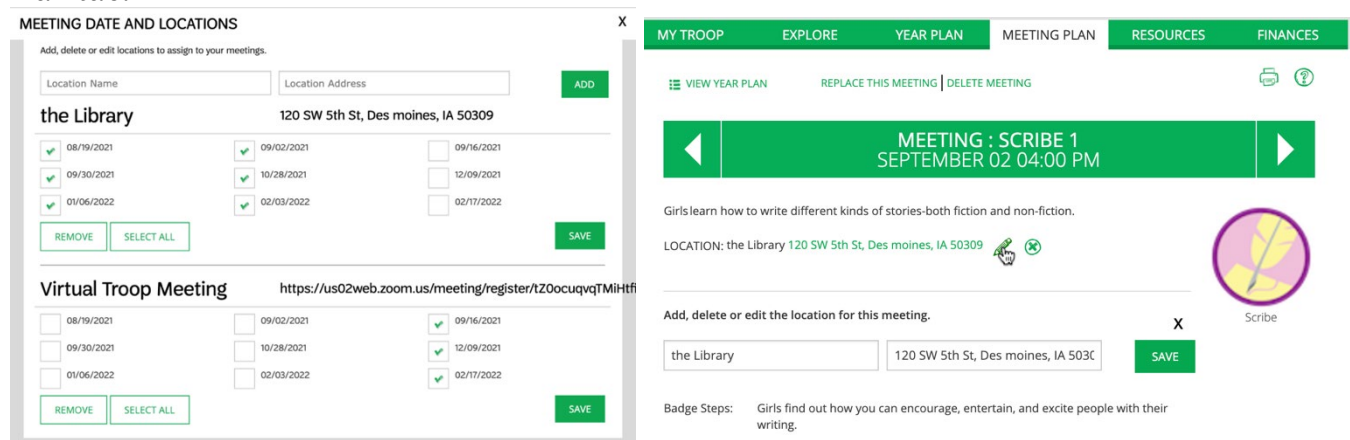 MEETING DATE AND LOCATIONS X
Add, delete or edit locations to assign to your meetings.
Location Name Location Address ADD
the Library 120 SW 5th St, Des moines, IA 50309
08/19/2021 09/02/2021 09/16/2021
09/30/2021 10/28/2021 12/09/2021
01/06/2022 02/03/2022 02/17/2022
REMOVE SELECT ALL SAVE
Virtual Troop Meeting https://us02web.zoom.us/meeting/register/tZ0ocuqvqTMiHtfi
08/19/2021 09/02/2021 09/16/2021
09/30/2021 10/28/2021 12/09/2021
01/06/2022 02/03/2022 02/17/2022
REMOVE SELECT ALL SAVE
MY TROOP EXPLORE YEAR PLAN MEETING PLAN RESOURCES FINANCES
VIEW YEAR PLAN REPLACE THIS MEETING | DELETE MEETING
MEETING : SCRIBE 1
SEPTEMBER 02 04:00 PM
Girls learn how to write different kinds of stories-both fiction and non-fiction.
LOCATION: the Library 120 SW 5th St, Des moines, IA 50309
Scribe
Add, delete or edit the location for this meeting. X
the Library 120 SW 5th St, Des moines, IA 5030 SAVE
Badge Steps: Girls find out how you can encourage, entertain, and excite people with their
writing.